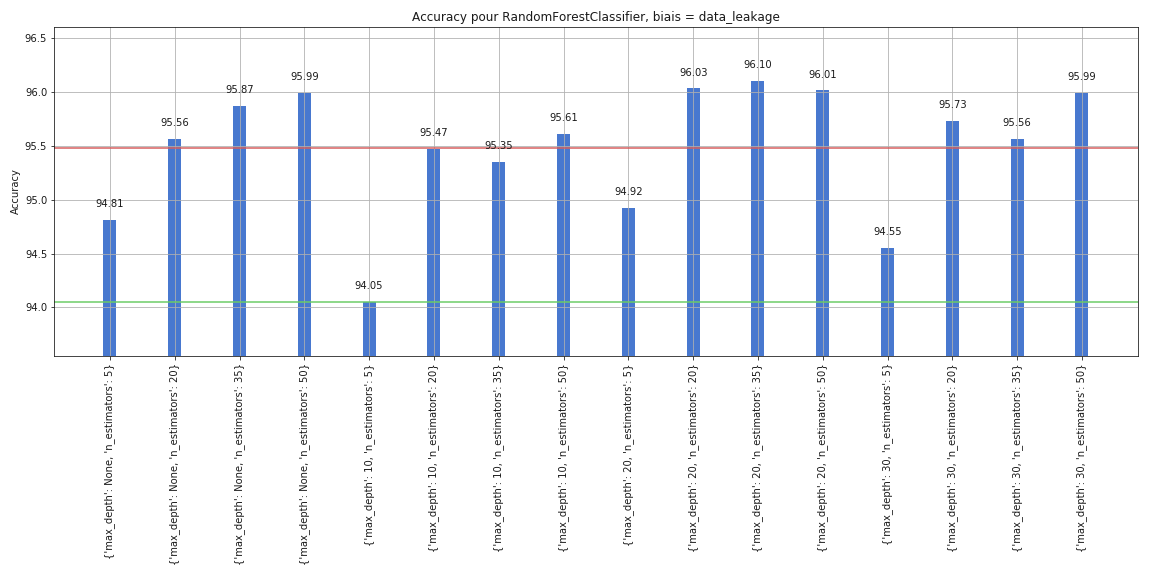 Accuracy pour RandomForestClassifier, biais = data_leakage
Accuracy
96.5
96.0
95.5
95.0
94.5
94.0
94.81
95.56
95.87
95.99
94.05
95.47
95.35
95.61
94.92
96.03
96.10
96.01
94.55
95.73
95.56
95.99
{'max_depth': None, 'n_estimators': 5}
{'max_depth': None, 'n_estimators': 20}
{'max_depth': None, 'n_estimators': 35}
{'max_depth': None, 'n_estimators': 50}
{'max_depth': 10, 'n_estimators': 5}
{'max_depth': 10, 'n_estimators': 20}
{'max_depth': 10, 'n_estimators': 35}
{'max_depth': 10, 'n_estimators': 50}
{'max_depth': 20, 'n_estimators': 5}
{'max_depth': 20, 'n_estimators': 20}
{'max_depth': 20, 'n_estimators': 35}
{'max_depth': 20, 'n_estimators': 50}
{'max_depth': 30, 'n_estimators': 5}
{'max_depth': 30, 'n_estimators': 20}
{'max_depth': 30, 'n_estimators': 35}
{'max_depth': 30, 'n_estimators': 50}